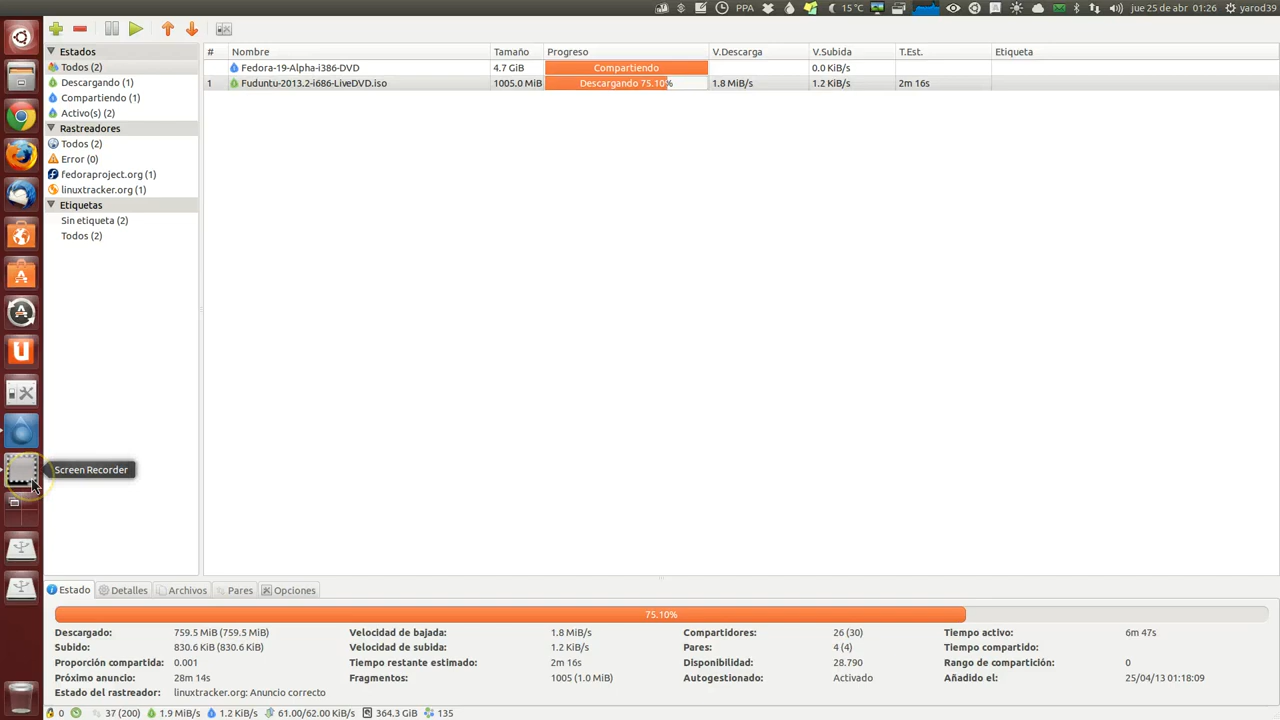 PPA 15 °C jue 25 de abr 01:26 yarod39
Estados
Todos (2)
Descargando (1)
Compartiendo (1)
Activo(s) (2)
Rastreadores
Todos (2)
Error (0)
fedoraproject.org (1)
linuxtracker.org (1)
Etiquetas
Sin etiqueta (2)
Todos (2)
# Nombre Tamaño Progreso V.Descarga V.Subida T.Est. Etiqueta
Fedora-19-Alpha-i386-DVD 4.7 GiB Compartiendo 0.0 KiB/s
1 Fuduntu-2013.2-i686-LiveDVD.iso 1005.0 MiB Descargando 75.10% 1.8 MiB/s 1.2 KiB/s 2m 16s
Screen Recorder
Estado Detalles Archivos Pares Opciones
75.10%
Descargado: 759.5 MiB (759.5 MiB) Velocidad de bajada: 1.8 MiB/s Compartidores: 26 (30) Tiempo activo: 6m 47s
Subido: 830.6 KiB (830.6 KiB) Velocidad de subida: 1.2 KiB/s Pares: 4 (4) Tiempo compartido:
Proporción compartida: 0.001 Tiempo restante estimado: 2m 16s Disponibilidad: 28.790 Rango de compartición: 0
Próximo anuncio: 28m 14s Fragmentos: 1005 (1.0 MiB) Autogestionado: Activado Añadido el: 25/04/13 01:18:09
Estado del rastreador: linuxtracker.org: Anuncio correcto
0 37 (200) 1.9 MiB/s 1.2 KiB/s 61.00/62.00 KiB/s 364.3 GiB 135